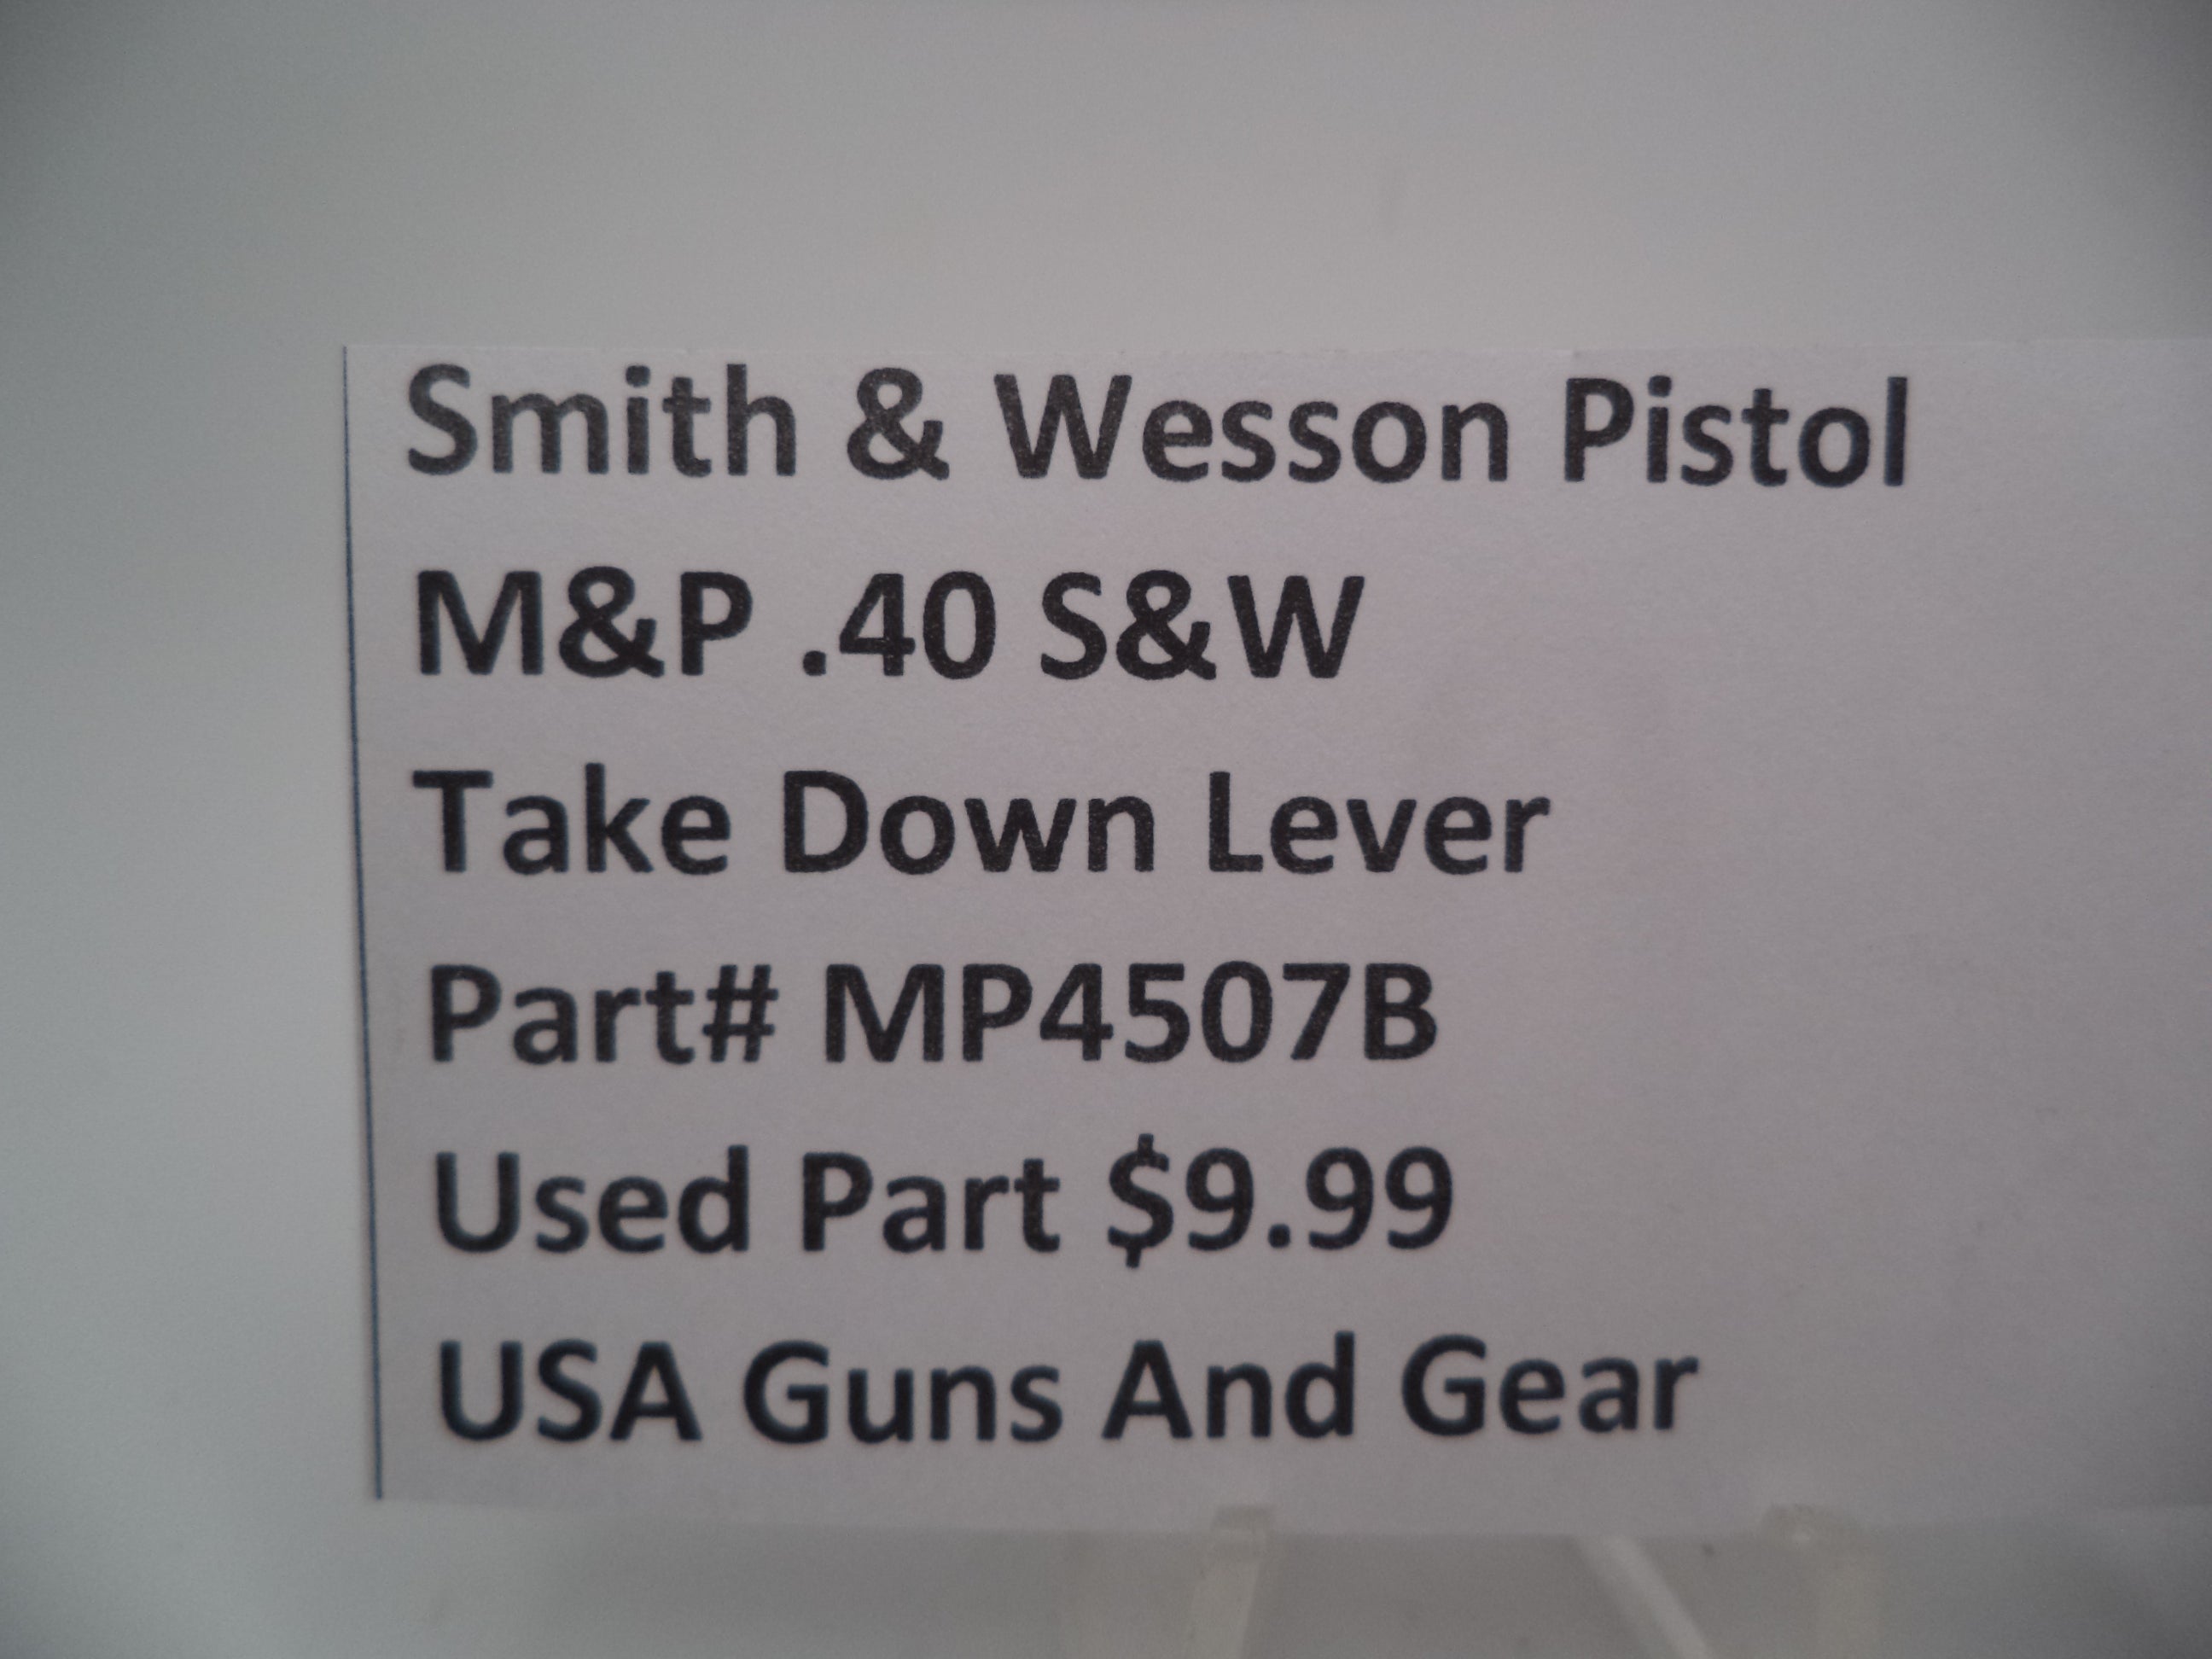 Smith & Wesson Pistol
M&P .40 S&W
Take Down Lever
Part# MP4507B
Used Part $9.99
USA Guns And Gear